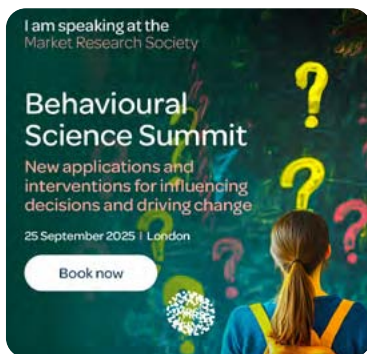 I am speaking at the
Market Research Society
Behavioural
Science Summit
New applications and
interventions for influencing
decisions and driving change
25 September 2025 | London
Book now